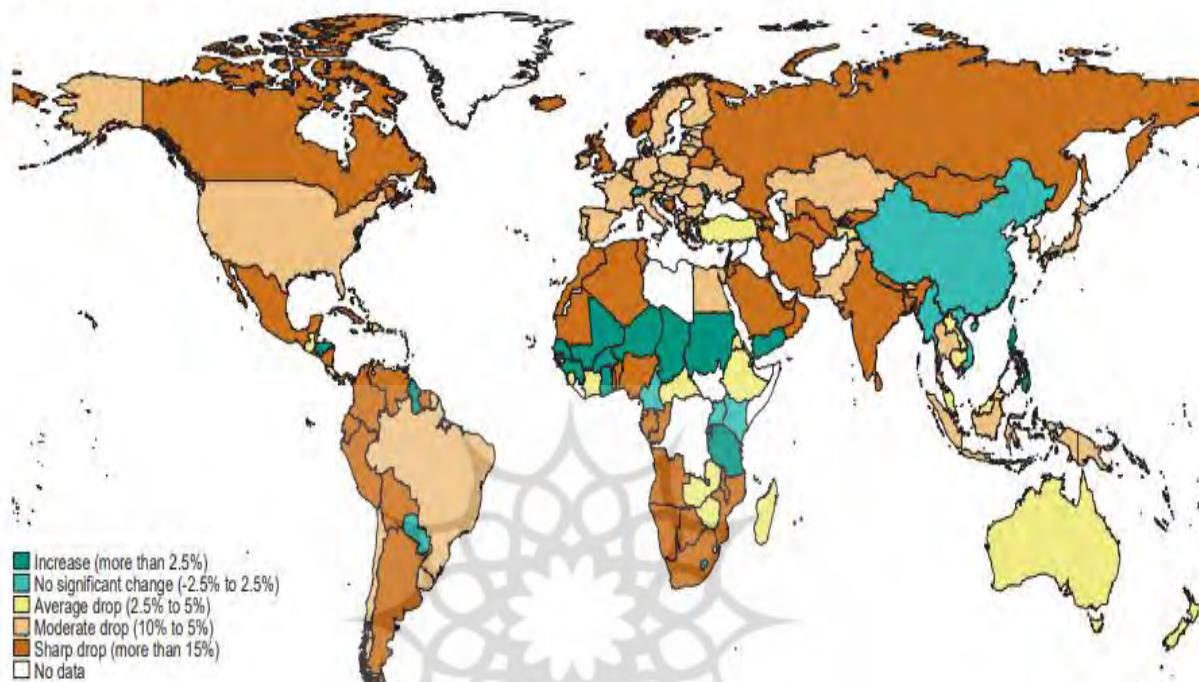 Increase (more than 2.5%)
No significant change (-2.5% to 2.5%)
Average drop (2.5% to 5%)
Moderate drop (10% to 5%)
Sharp drop (more than 15%)
No data